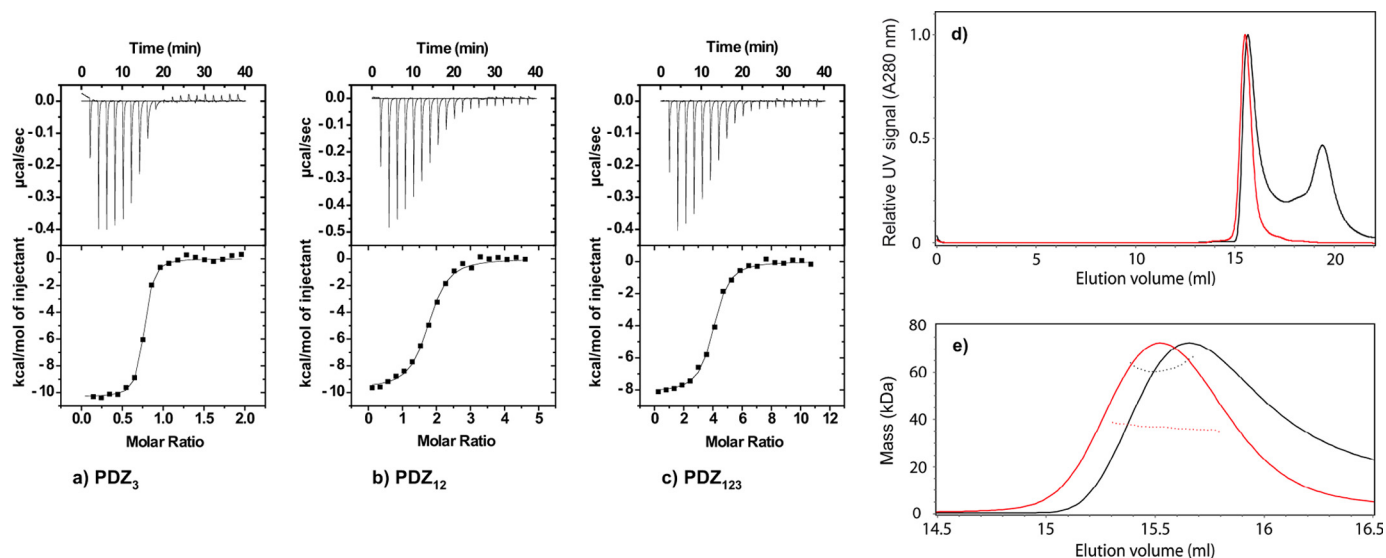 Time (min)
0 10 20 30 40
0.0
-0.1
-0.2
-0.3
-0.4
µcal/sec
0
-2
-4
-6
-8
-10
kcal/mol of injectant
0.0 0.5 1.0 1.5 2.0
Molar Ratio
a) PDZ3
Time (min)
0 10 20 30 40
0.0
-0.1
-0.2
-0.3
-0.4
-0.5
µcal/sec
0
-2
-4
-6
-8
-10
kcal/mol of injectant
0 1 2 3 4 5
Molar Ratio
b) PDZ12
Time (min)
0 10 20 30 40
0.0
-0.1
-0.2
-0.3
-0.4
µcal/sec
0
-2
-4
-6
-8
kcal/mol of injectant
0 2 4 6 8 10 12
Molar Ratio
c) PDZ123
d)
Relative UV signal (A280 nm)
1.0
0.5
0
0 5 10 15 20
Elution volume (ml)
e)
Mass (kDa)
80
60
40
20
0
14.5 15 15.5 16 16.5
Elution volume (ml)